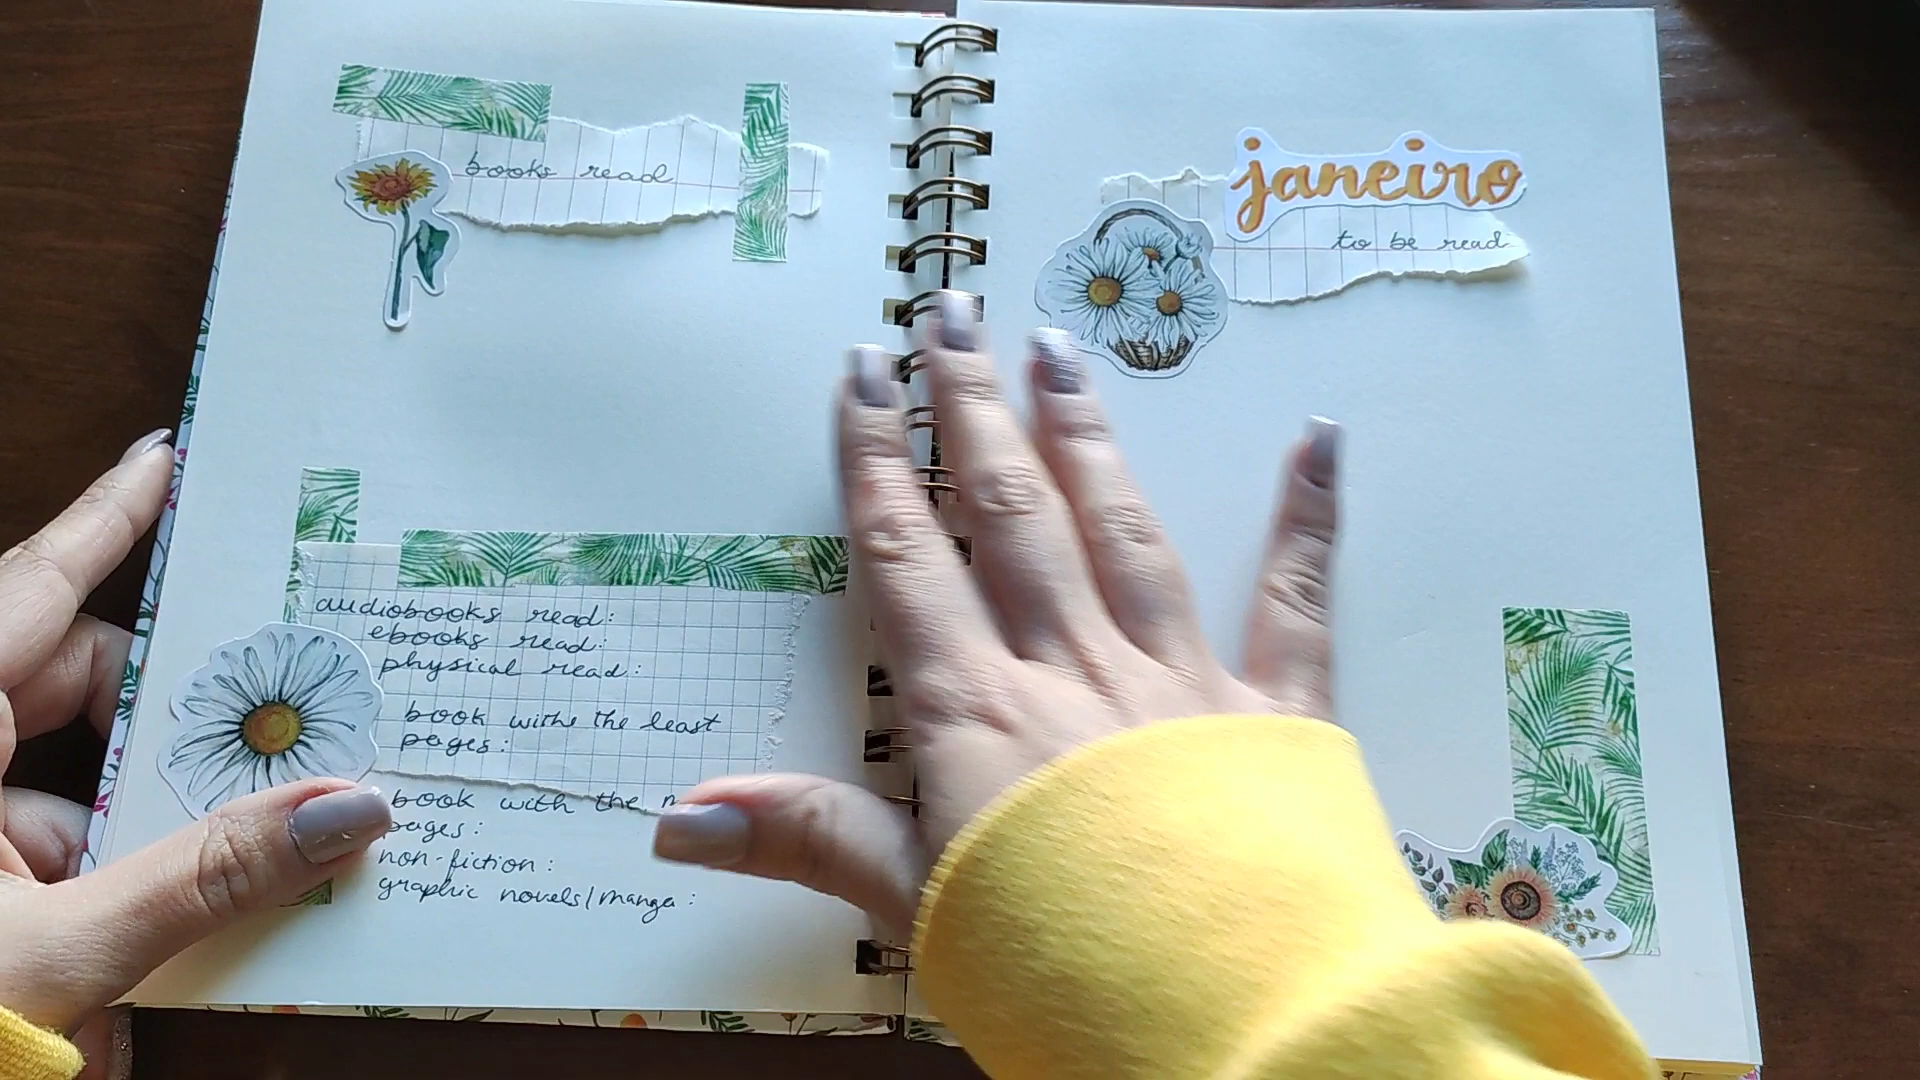 books read
audiobooks read:
ebooks read:
physical read:
book withe the least
pages:
book with the
pages:
non-fiction:
graphic novels/manga:
janeiro
to be read